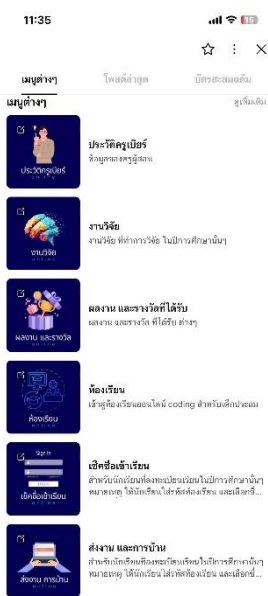 11:35
15
เมนูต่างๆ
โพสต์ล่าสุด
บัตรสะสมแต้ม
เมนูต่างๆ
ดูเพิ่มเติม
ประวัติครูเบียร์
ONLINE
ประวัติครูเบียร์
ข้อมูลของครูผู้สอน
งานวิจัย
ONLINE
งานวิจัย
งานวิจัย ที่ทำการวิจัย ในปีการศึกษานั้นๆ
ผลงาน และรางวัล
ONLINE
ผลงาน และรางวัลที่ได้รับ
ผลงาน และรางวัล ที่ได้รับ ต่างๆ
ห้องเรียน
ONLINE
ห้องเรียน
เข้าสู่ห้องเรียนออนไลน์ coding สำหรับเด็กประถม
Sign In
เช็คชื่อเข้าเรียน
ONLINE
เช็คชื่อเข้าเรียน
สำหรับนักเรียนที่ลงทะเบียนเรียนในปีการศึกษานั้นๆ
หมายเหตุ ให้นักเรียนใส่รหัสห้องเรียน และเลือกชื่...
ส่งงาน การบ้าน
ONLINE
ส่งงาน และการบ้าน
สำหรับนักเรียนที่ลงทะเบียนเรียนในปีการศึกษานั้นๆ
หมายเหตุ ให้นักเรียนใส่รหัสห้องเรียน และเลือกชื่...